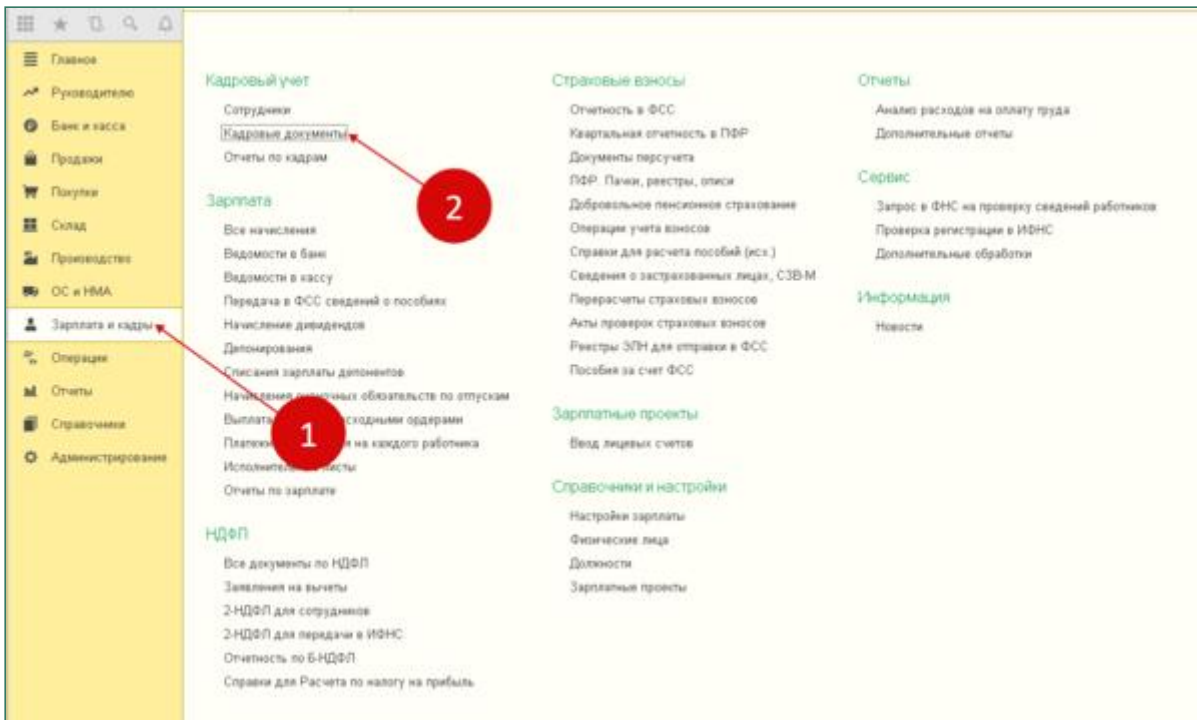 Главное
Руководителю
Банк и касса
Продажи
Покупки
Склад
Производство
ОС и НМА
Зарплата и кадры
Операции
Отчеты
Справочники
Администрирование
Кадровый учет
Сотрудники
Кадровые документы
Отчеты по кадрам
Зарплата
Все начисления
Ведомости в банк
Ведомости в кассу
Передача в ФСС сведений о пособиях
Начисление дивидендов
Депонирования
Списания зарплаты депонентов
обязательств по отпускам
Выплата сходными ордерами
на каждого работника
Отчеты по зарплате
НДФЛ
Все документы по НДФЛ
Заявления на вычеты
2-НДФЛ для сотрудников
2-НДФЛ для передачи в ИФНС
Отчетность по 6-НДФЛ
Справки для Расчета по налогу на прибыль
Страховые взносы
Отчетность в ФСС
Квартальная отчетность в ПФР
Документы персучета
ПФР. Пачки, реестры, описи
Добровольное пенсионное страхование
Операции учета взносов
Справки для расчета пособий (исх.)
Сведения о застрахованных лицах, СЗВ-М
Перерасчеты страховых взносов
Акты проверок страховых взносов
Реестры ЭЛН для отправки в ФСС
Пособия за счет ФСС
Зарплатные проекты
Ввод лицевых счетов
Справочники и настройки
Настройки зарплаты
Физические лица
Должности
Зарплатные проекты
Отчеты
Анализ расходов на оплату труда
Дополнительные отчеты
Сервис
Запрос в ФНС на проверку сведений работников
Проверка регистрации в ИФНС
Дополнительные обработки
Информация
Новости
1
2